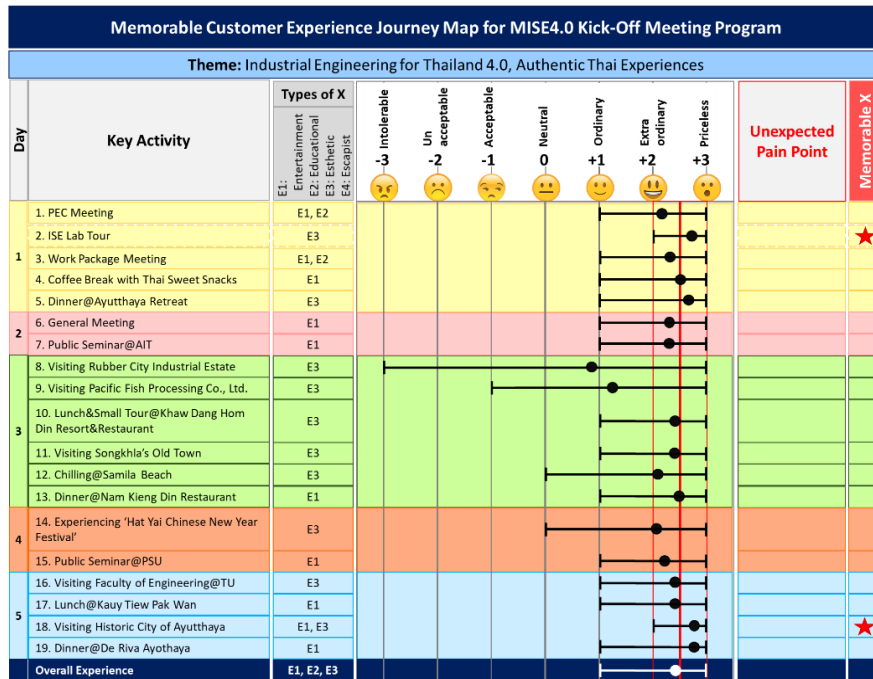 Memorable Customer Experience Journey Map for MISE4.0 Kick-Off Meeting Program
Theme: Industrial Engineering for Thailand 4.0, Authentic Thai Experiences
Day
Key Activity
Types of X
E1: Entertainment
E2: Educational
E3: Esthetic
E4: Escapist
Intolerable
-3
Un
acceptable
-2
Acceptable
-1
Neutral
0
Ordinary
+1
Extra
ordinary
+2
Priceless
+3
Unexpected
Pain Point
Memorable X
1
1. PEC Meeting E1, E2
2. ISE Lab Tour E3
3. Work Package Meeting E1, E2
4. Coffee Break with Thai Sweet Snacks E1
5. Dinner@Ayutthaya Retreat E3
2
6. General Meeting E1
7. Public Seminar@AIT E1
3
8. Visiting Rubber City Industrial Estate E3
9. Visiting Pacific Fish Processing Co., Ltd. E3
10. Lunch&Small Tour@Khaw Dang Hom
Din Resort&Restaurant E3
11. Visiting Songkhla's Old Town E3
12. Chilling@Samila Beach E3
13. Dinner@Nam Kieng Din Restaurant E1
4
14. Experiencing 'Hat Yai Chinese New Year
Festival' E3
15. Public Seminar@PSU E1
5
16. Visiting Faculty of Engineering@TU E3
17. Lunch@Kauy Tiew Pak Wan E1
18. Visiting Historic City of Ayutthaya E1, E3
19. Dinner@De Riva Ayothaya E1
Overall Experience E1, E2, E3